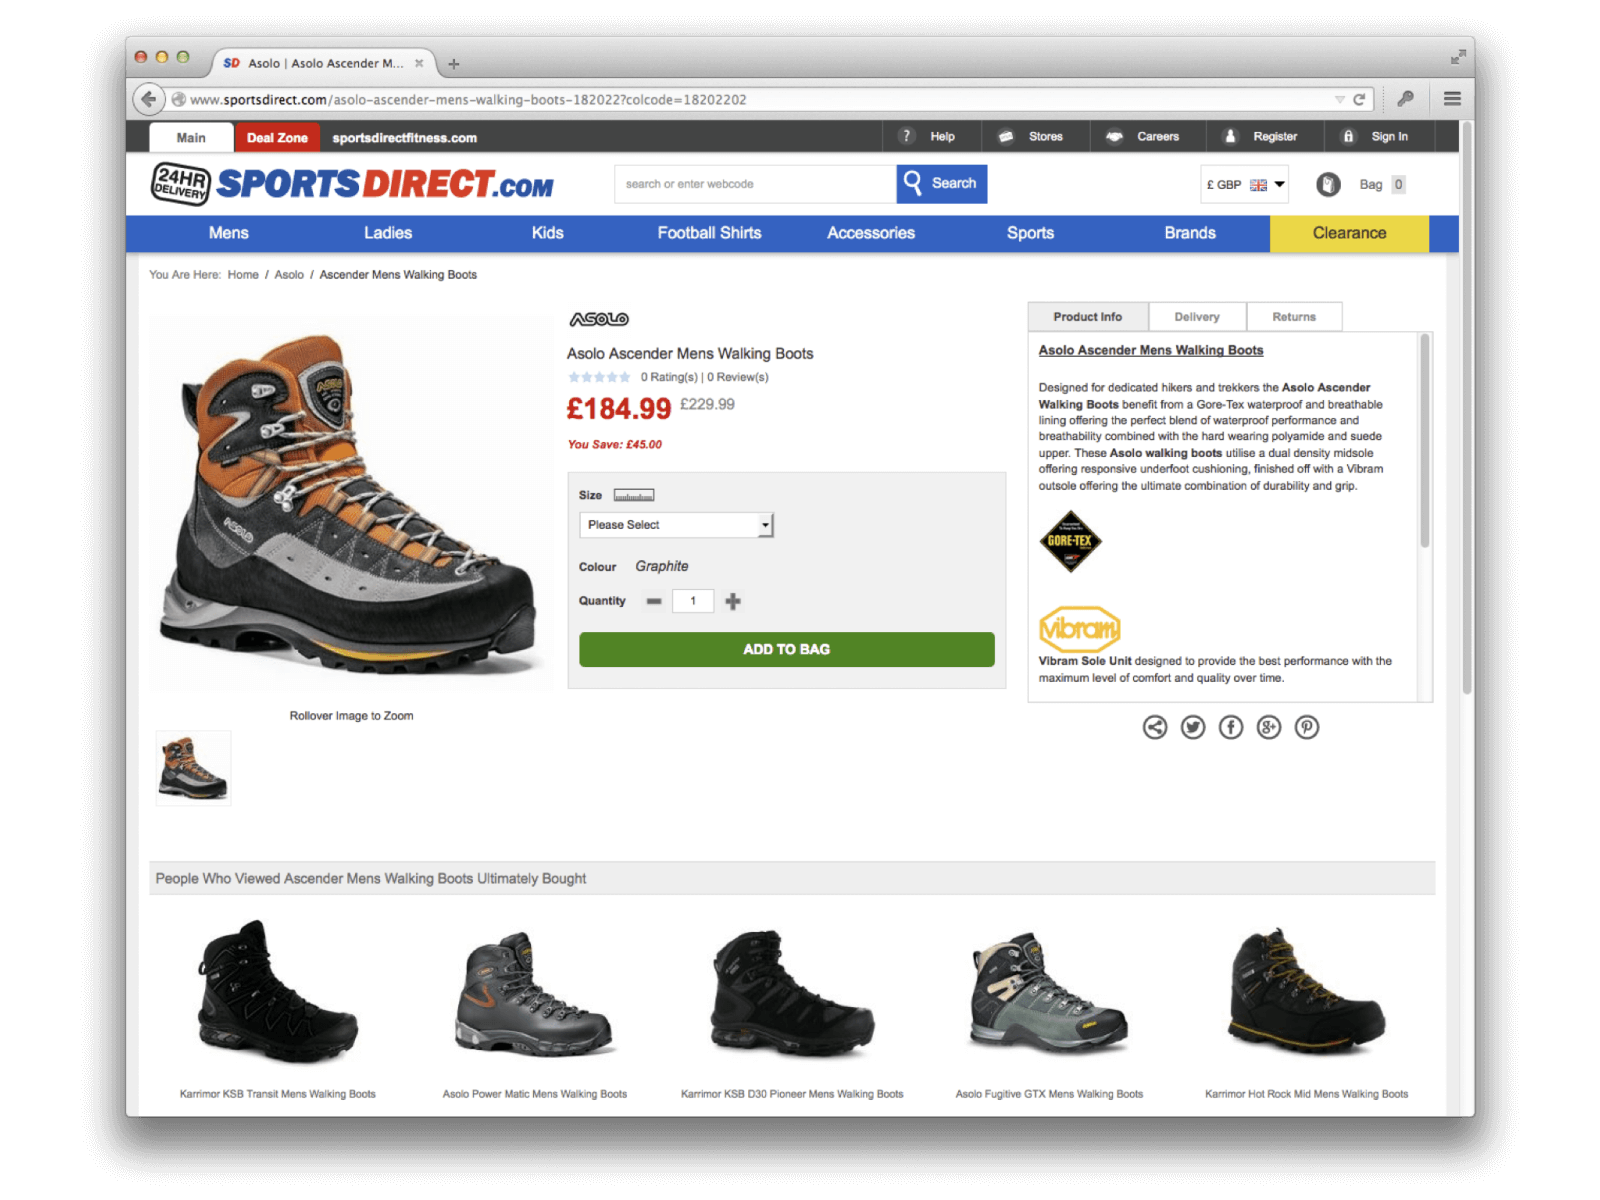 SD Asolo | Asolo Ascender M...
www.sportsdirect.com/asolo-ascender-mens-walking-boots-182022?colcode=18202202
Main Deal Zone sportsdirectfitness.com ? Help Stores Careers Register Sign In
24HR DELIVERY SPORTSDIRECT.COM search or enter webcode Search £ GBP Bag 0
Mens Ladies Kids Football Shirts Accessories Sports Brands Clearance
You Are Here: Home / Asolo / Ascender Mens Walking Boots
ASOLO
Asolo Ascender Mens Walking Boots
0 Rating(s) | 0 Review(s)
£184.99 £229.99
You Save: £45.00
Size
Please Select
Colour Graphite
Quantity 1
ADD TO BAG
Product Info Delivery Returns
Asolo Ascender Mens Walking Boots
Designed for dedicated hikers and trekkers the Asolo Ascender
Walking Boots benefit from a Gore-Tex waterproof and breathable
lining offering the perfect blend of waterproof performance and
breathability combined with the hard wearing polyamide and suede
upper. These Asolo walking boots utilise a dual density midsole
offering responsive underfoot cushioning, finished off with a Vibram
outsole offering the ultimate combination of durability and grip.
GORE-TEX
vibram
Vibram Sole Unit designed to provide the best performance with the
maximum level of comfort and quality over time.
ASOLO
ASOLO
Rollover Image to Zoom
People Who Viewed Ascender Mens Walking Boots Ultimately Bought
Karrimor KSB Transit Mens Walking Boots
Asolo Power Matic Mens Walking Boots
Karrimor KSB D30 Pioneer Mens Walking Boots
Asolo Fugitive GTX Mens Walking Boots
Karrimor Hot Rock Mid Mens Walking Boots